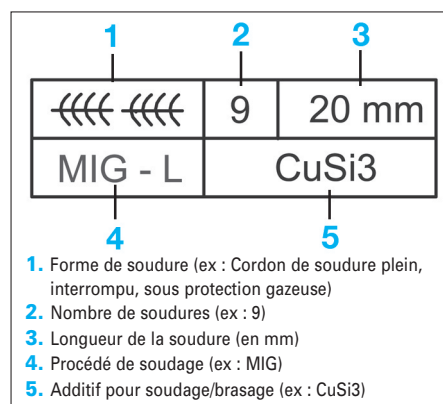 1 2 3
9 20 mm
MIG - L CuSi3
4 5
1. Forme de soudure (ex : Cordon de soudure plein,
interrompu, sous protection gazeuse)
2. Nombre de soudures (ex : 9)
3. Longueur de la soudure (en mm)
4. Procédé de soudage (ex : MIG)
5. Additif pour soudage/brasage (ex : CuSi3)